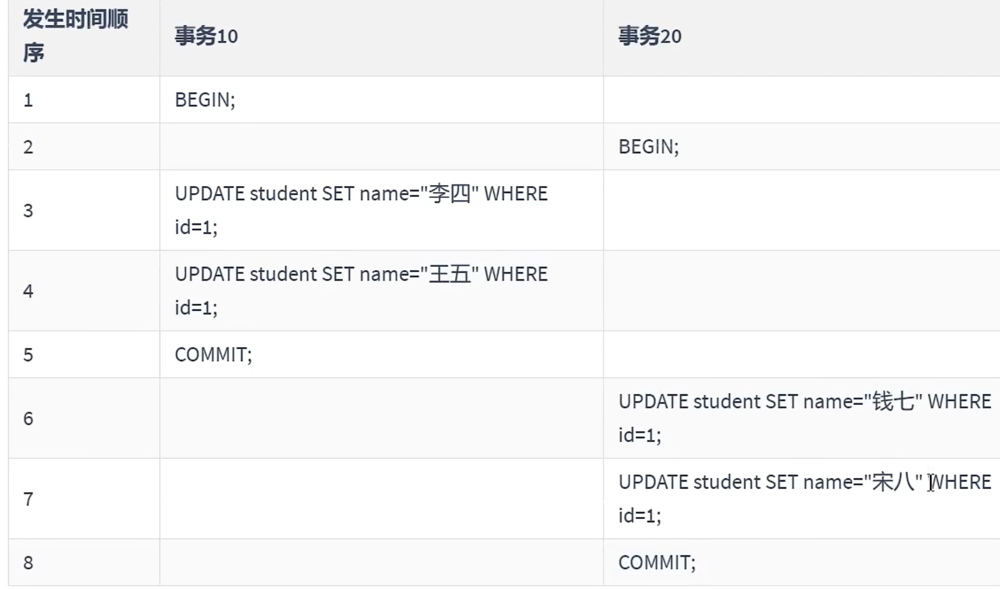 发生时间顺
序
事务10
事务20
1
BEGIN;
2
BEGIN;
3
UPDATE student SET name="李四" WHERE
id=1;
4
UPDATE student SET name="王五" WHERE
id=1;
5
COMMIT;
6
UPDATE student SET name="钱七" WHERE
id=1;
7
UPDATE student SET name="宋八" WHERE
id=1;
8
COMMIT;